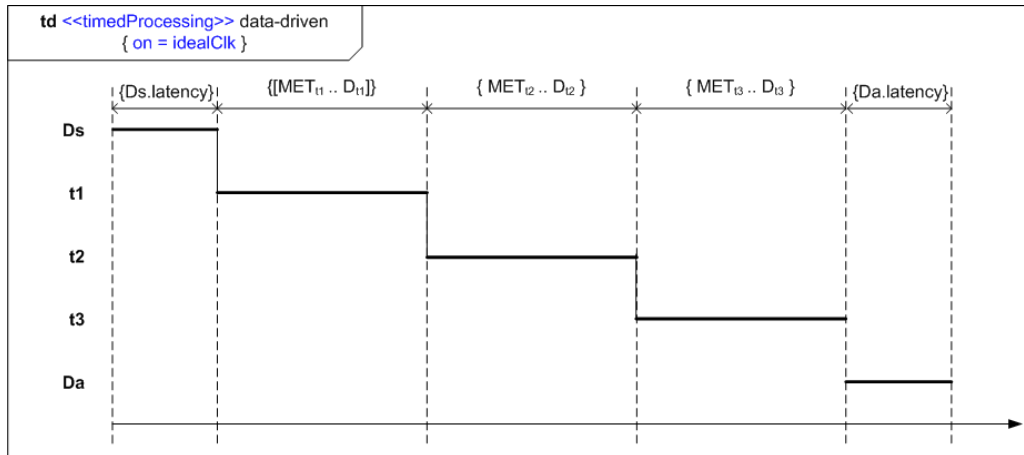 td <<timedProcessing>> data-driven
{ on = idealClk }
{Ds.latency} {[METt1 .. Dt1]} { METt2 .. Dt2 } { METt3 .. Dt3 } {Da.latency}
Ds
t1
t2
t3
Da